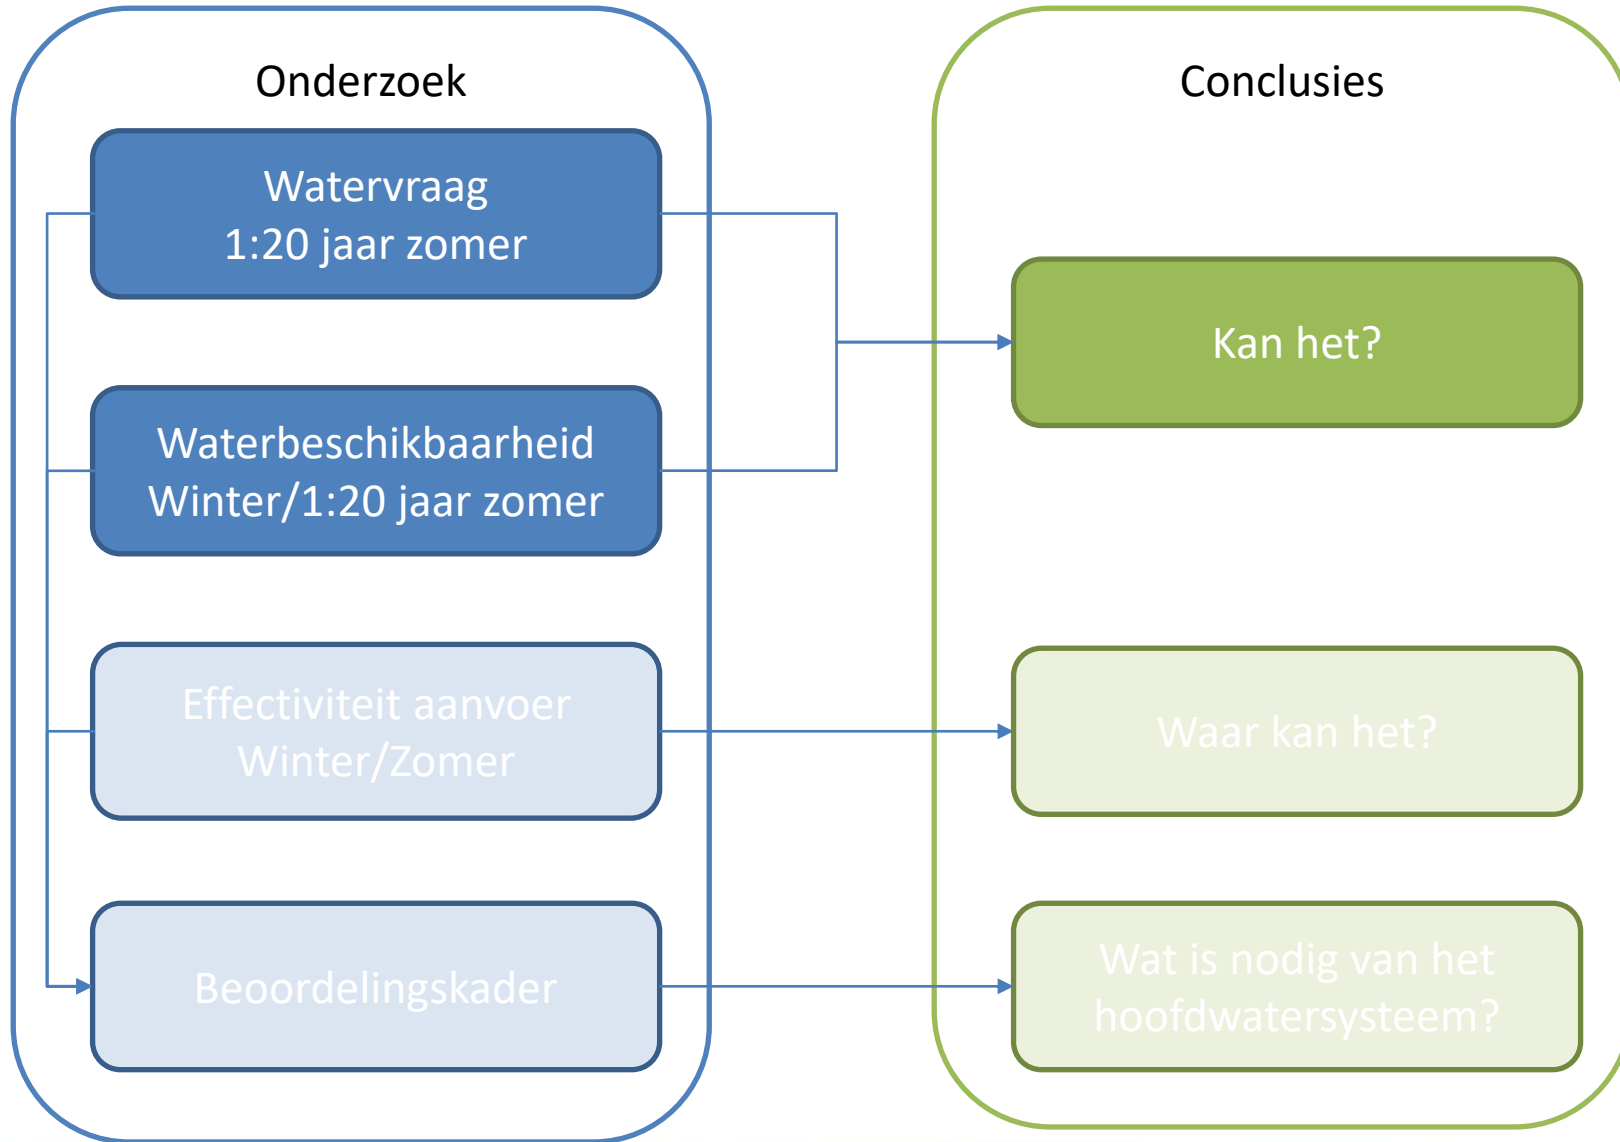 Onderzoek
Watervraag
1:20 jaar zomer
Waterbeschikbaarheid
Winter/1:20 jaar zomer
Effectiviteit aanvoer
Winter/Zomer
Beoordelingskader
Conclusies
Kan het?
Waar kan het?
Wat is nodig van het
hoofdwatersysteem?